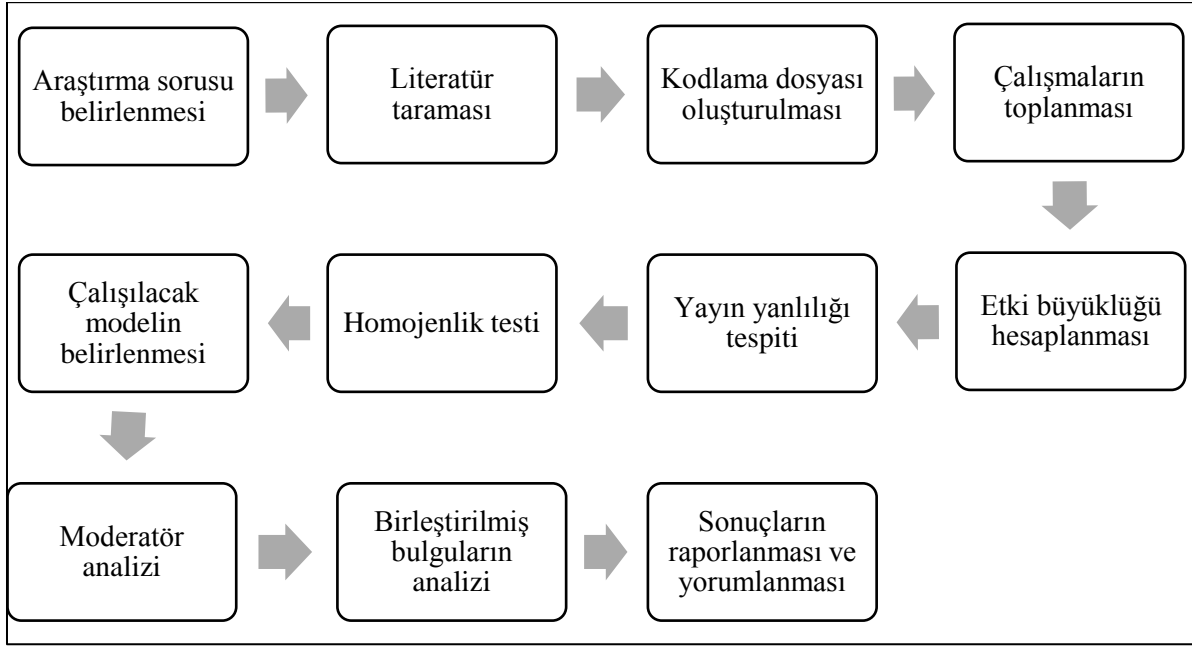 Araştırma sorusu
belirlenmesi
Literatür
taraması
Kodlama dosyası
oluşturulması
Çalışmaların
toplanması
Etki büyüklüğü
hesaplanması
Yayın yanlılığı
tespiti
Homojenlik testi
Çalışılacak
modelin
belirlenmesi
Moderatör
analizi
Birleştirilmiş
bulguların
analizi
Sonuçların
raporlanması ve
yorumlanması